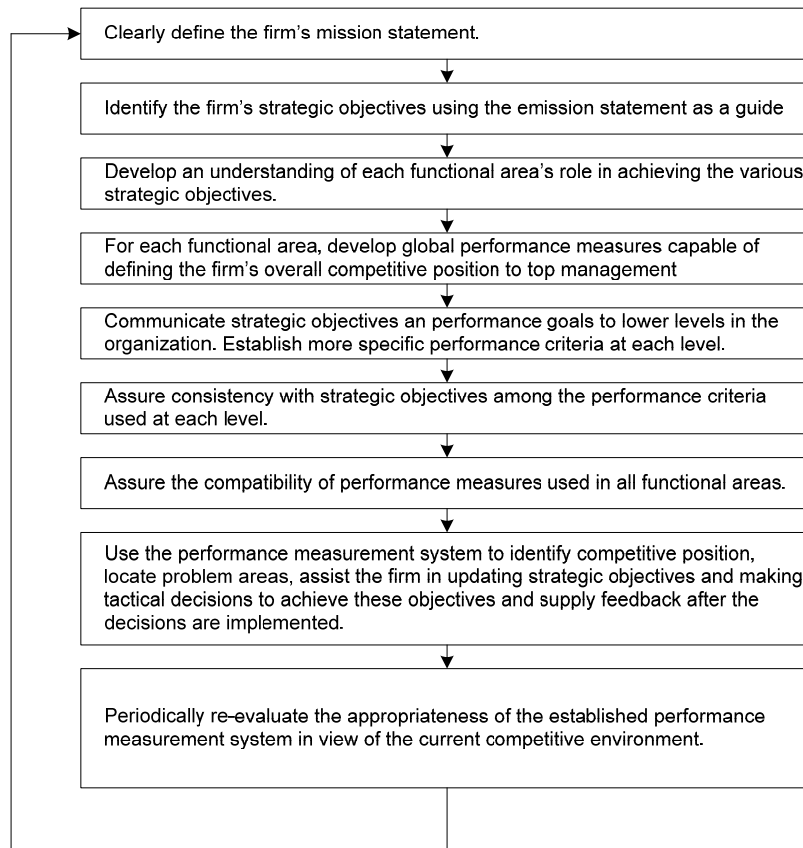 Clearly define the firm's mission statement.
Identify the firm's strategic objectives using the emission statement as a guide
Develop an understanding of each functional area's role in achieving the various
strategic objectives.
For each functional area, develop global performance measures capable of
defining the firm's overall competitive position to top management
Communicate strategic objectives an performance goals to lower levels in the
organization. Establish more specific performance criteria at each level.
Assure consistency with strategic objectives among the performance criteria
used at each level.
Assure the compatibility of performance measures used in all functional areas.
Use the performance measurement system to identify competitive position,
locate problem areas, assist the firm in updating strategic objectives and making
tactical decisions to achieve these objectives and supply feedback after the
decisions are implemented.
Periodically re-evaluate the appropriateness of the established performance
measurement system in view of the current competitive environment.